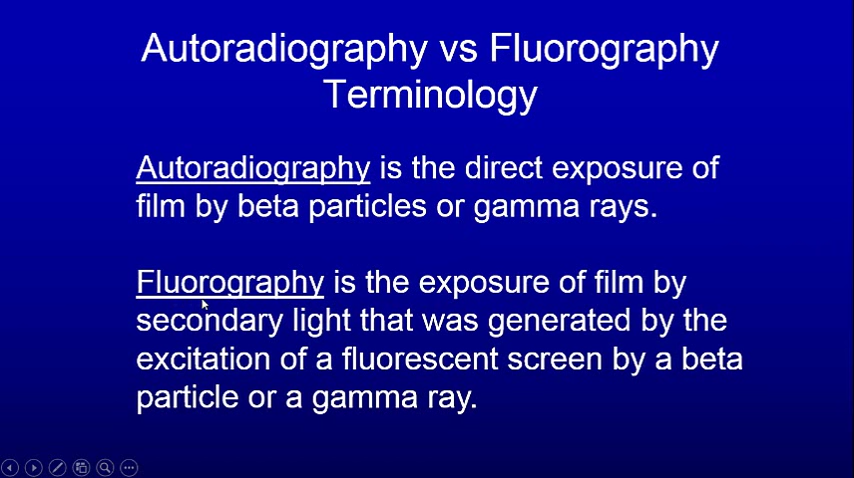 Autoradiography vs Fluorography
Terminology
Autoradiography is the direct exposure of
film by beta particles or gamma rays.
Fluorography is the exposure of film by
secondary light that was generated by the
excitation of a fluorescent screen by a beta
particle or a gamma ray.